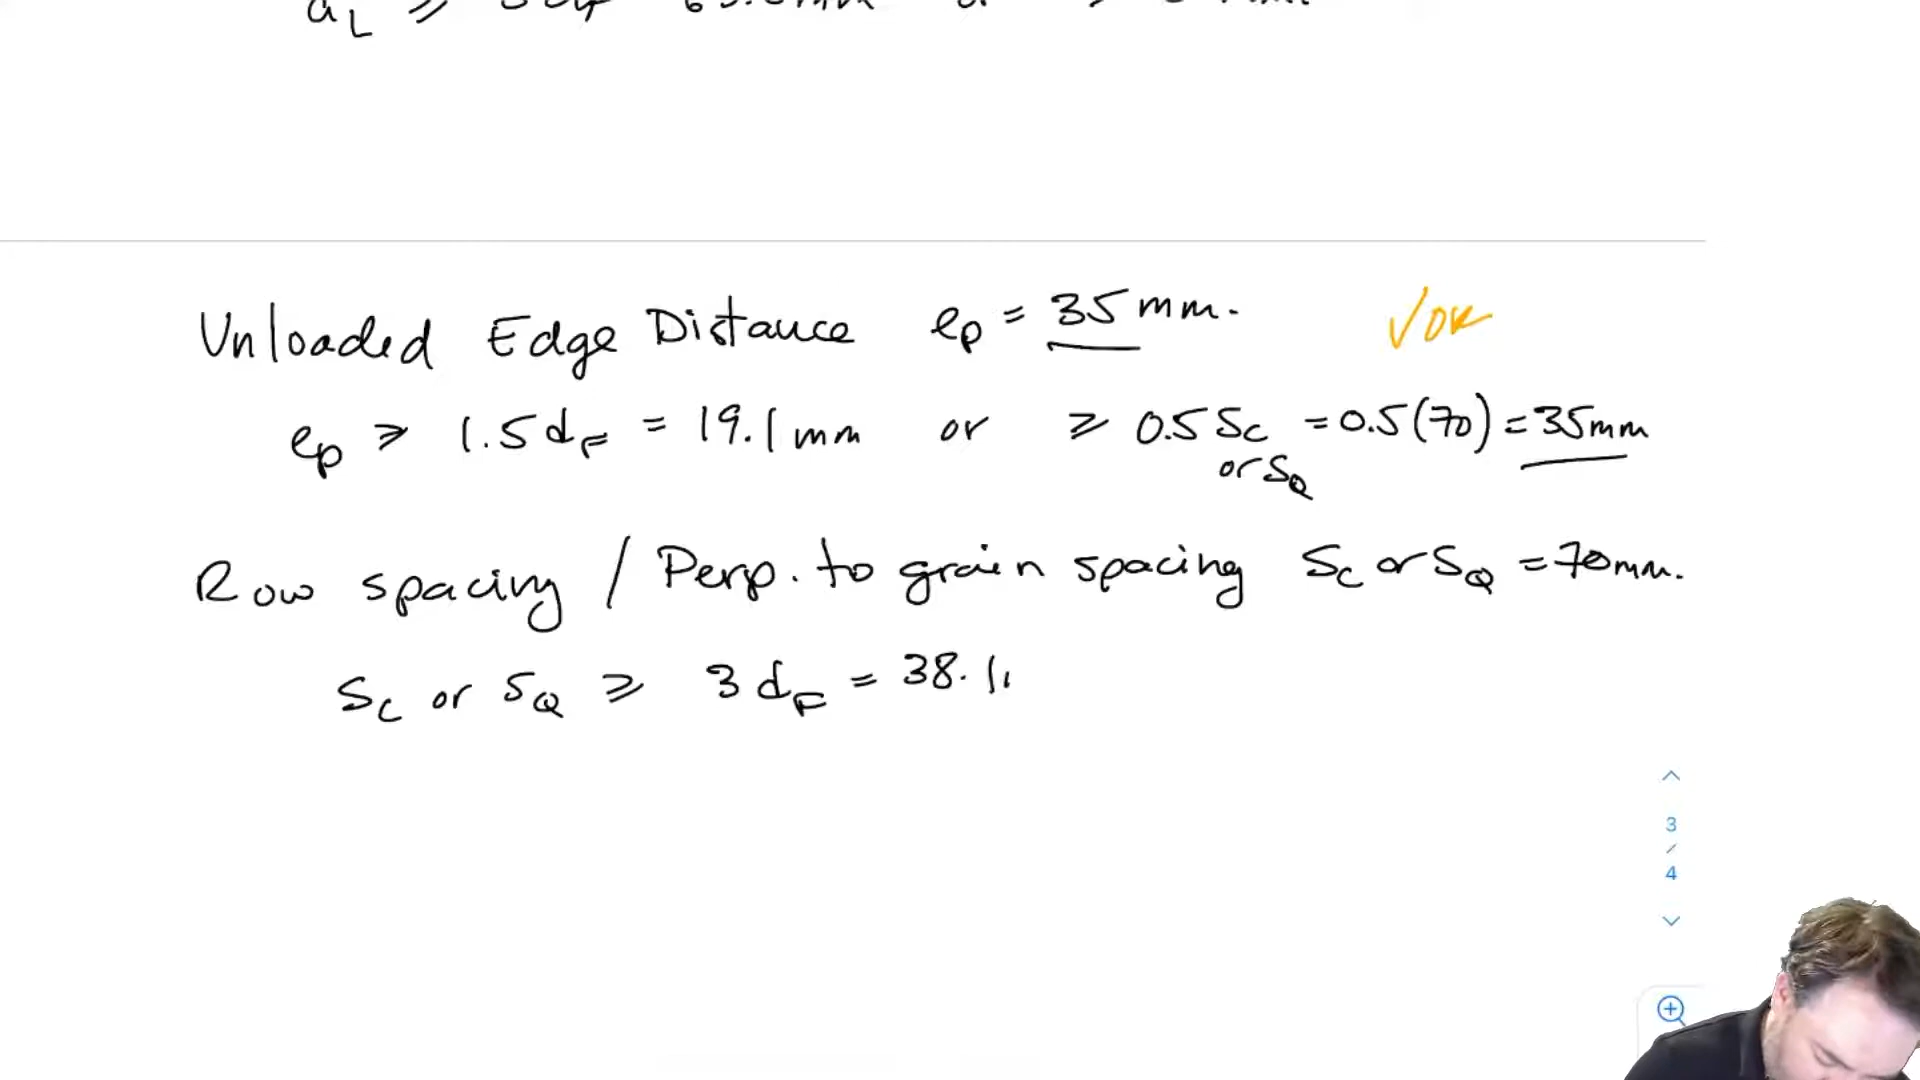 Unloaded Edge Distance eₚ = 35 mm. ✓OK
eₚ ≥ 1.5 d_F = 19.1 mm or ≥ 0.5 S_C = 0.5(70) = 35mm
or S_Q
Row spacing / Perp. to grain spacing S_C or S_Q = 70mm.
S_C or S_Q ≥ 3 d_F = 38.1
3
/
4